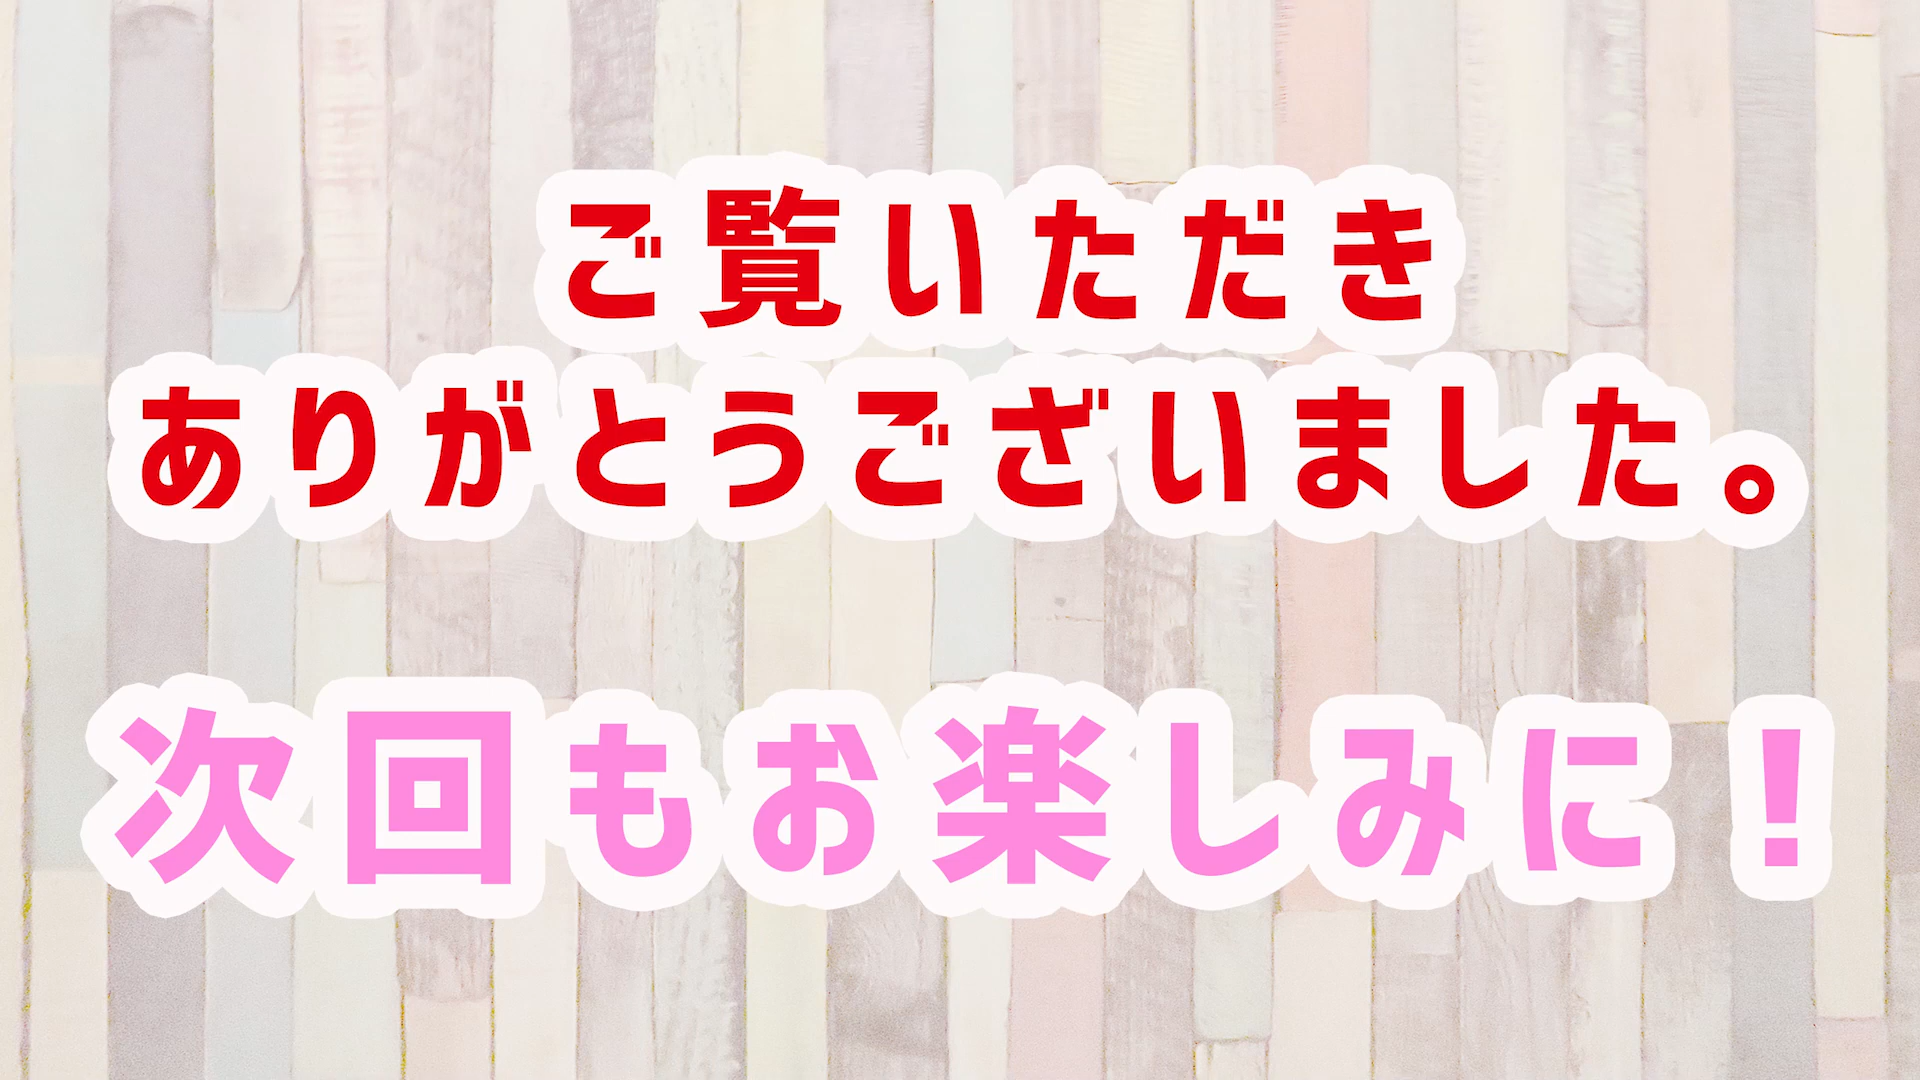 ご覧いただき
ありがとうございました。
次回もお楽しみに！